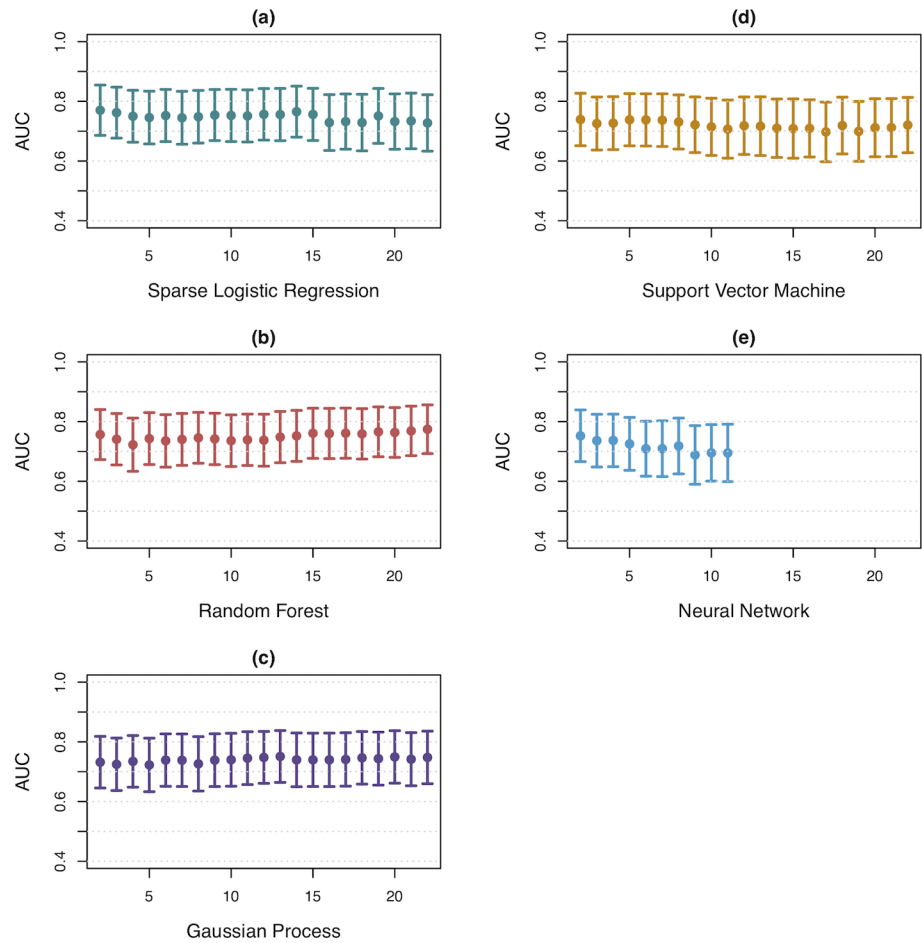 (a)
1.0
0.8
0.6
0.4
AUC
5 10 15 20
Sparse Logistic Regression
(d)
1.0
0.8
0.6
0.4
AUC
5 10 15 20
Support Vector Machine
(b)
1.0
0.8
0.6
0.4
AUC
5 10 15 20
Random Forest
(e)
1.0
0.8
0.6
0.4
AUC
5 10 15 20
Neural Network
(c)
1.0
0.8
0.6
0.4
AUC
5 10 15 20
Gaussian Process